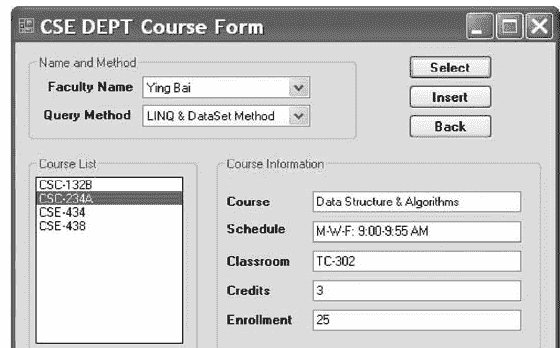 CSE DEPT Course Form
Name and Method
Faculty Name Ying Bai
Query Method LINQ & DataSet Method
Select
Insert
Back
Course List
CSC-132B
CSC-234A
CSE-434
CSE-438
Course Information
Course Data Structure & Algorithms
Schedule M-W-F: 9:00-9:55 AM
Classroom TC-302
Credits 3
Enrollment 25